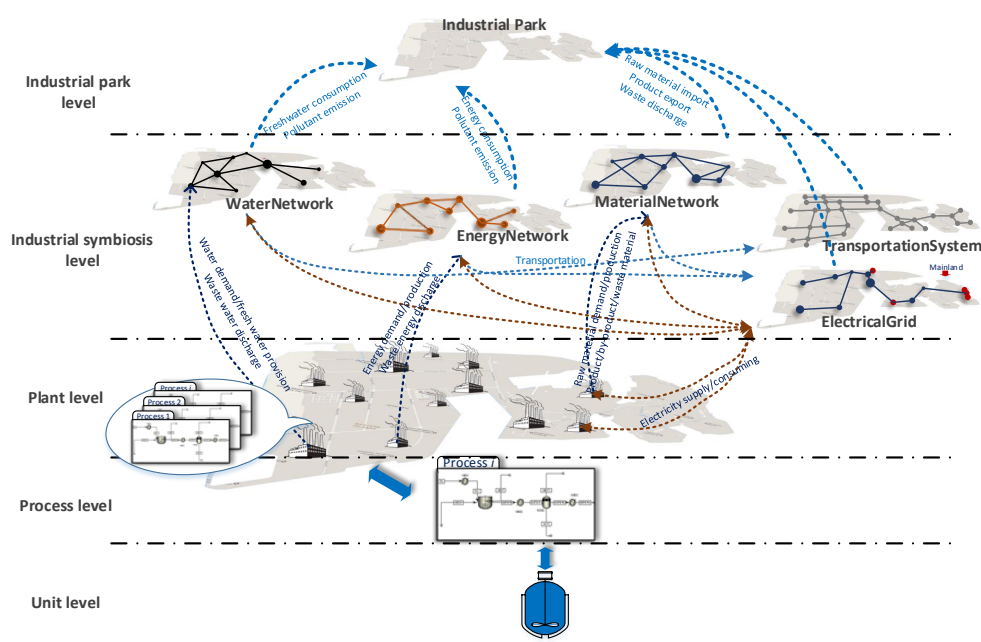 Industrial Park
Industrial park
level
Freshwater consumption
Pollutant emission
Energy consumption
Pollutant emission
Raw material import
Product export
Waste discharge
WaterNetwork
EnergyNetwork
MaterialNetwork
TransportationSystem
Industrial symbiosis
level
Mainland
ElectricalGrid
Transportation
Water demand/fresh water provision
Waste water discharge
Energy demand/production
Waste energy discharge
Raw material demand/production
Product/by-product/waste material
Electricity supply/consuming
Plant level
Process i
Process 2
Process 1
Process level
Process i
Unit level